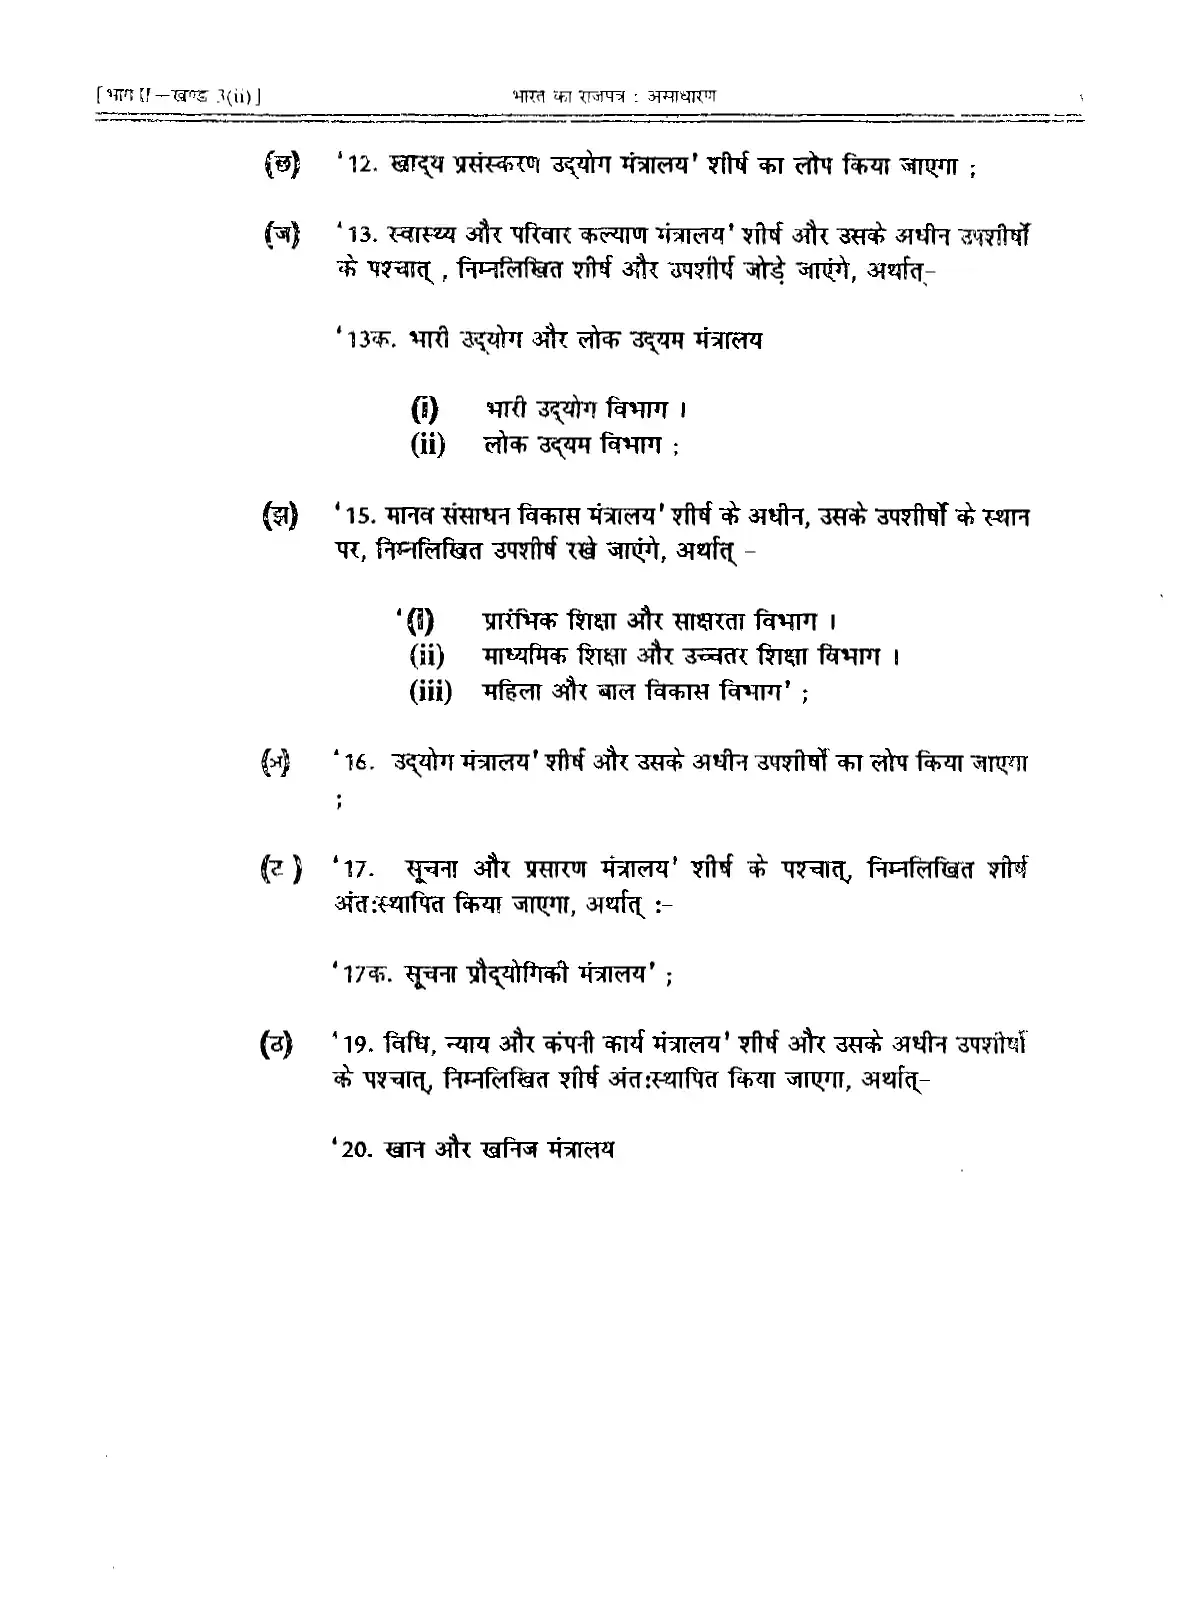 [भाग II—खण्ड 3(ii)]
भारत का राजपत्र : असाधारण
(छ) '12. खाद्य प्रसंस्करण उद्योग मंत्रालय' शीर्ष का लोप किया जाएगा ;
(ज) '13. स्वास्थ्य और परिवार कल्याण मंत्रालय' शीर्ष और उसके अधीन उपशीर्षों
के पश्चात् , निम्नलिखित शीर्ष और उपशीर्ष जोड़े जाएंगे, अर्थात्-
'13क. भारी उद्योग और लोक उद्यम मंत्रालय
(i) भारी उद्योग विभाग ।
(ii) लोक उद्यम विभाग ;
(झ) '15. मानव संसाधन विकास मंत्रालय' शीर्ष के अधीन, उसके उपशीर्षों के स्थान
पर, निम्नलिखित उपशीर्ष रखे जाएंगे, अर्थात् -
'(i) प्रारंभिक शिक्षा और साक्षरता विभाग ।
(ii) माध्यमिक शिक्षा और उच्चतर शिक्षा विभाग ।
(iii) महिला और बाल विकास विभाग' ;
(ञ) '16. उद्योग मंत्रालय' शीर्ष और उसके अधीन उपशीर्षों का लोप किया जाएगा
;
(ट ) '17. सूचना और प्रसारण मंत्रालय' शीर्ष के पश्चात्, निम्नलिखित शीर्ष
अंत:स्थापित किया जाएगा, अर्थात् :-
'17क. सूचना प्रौद्योगिकी मंत्रालय' ;
(ठ) '19. विधि, न्याय और कंपनी कार्य मंत्रालय' शीर्ष और उसके अधीन उपशीर्षों
के पश्चात्, निम्नलिखित शीर्ष अंत:स्थापित किया जाएगा, अर्थात्-
'20. खान और खनिज मंत्रालय